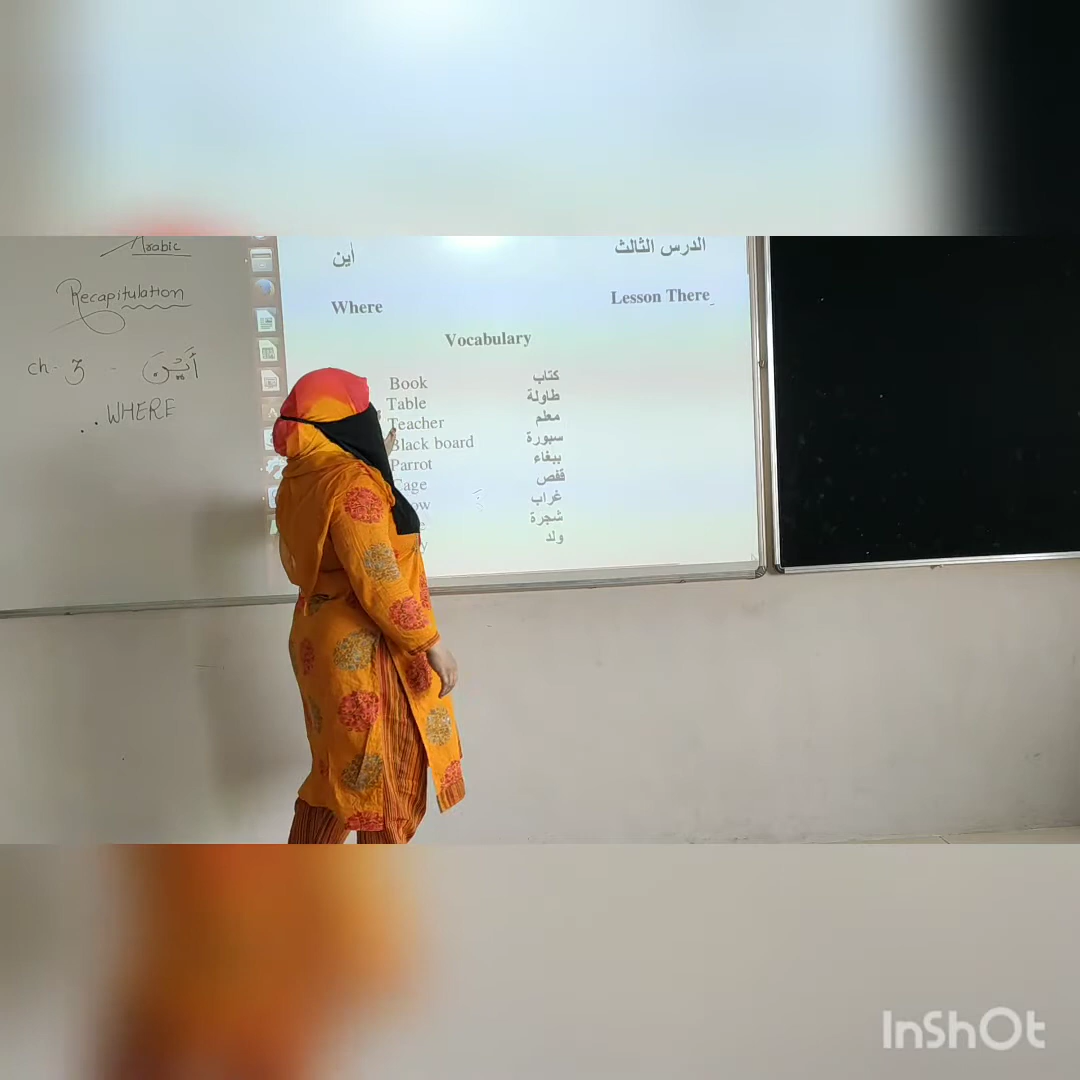 Arabic
Recapitulation
ch- 3 - أَيْنَ
..WHERE
أين الدرس الثالث
Where Lesson There
Vocabulary
Book كتاب
Table طاولة
Teacher معلم
Black board سبورة
Parrot ببغاء
Cage قفص
ow غراب
e شجرة
y ولد
InShOt